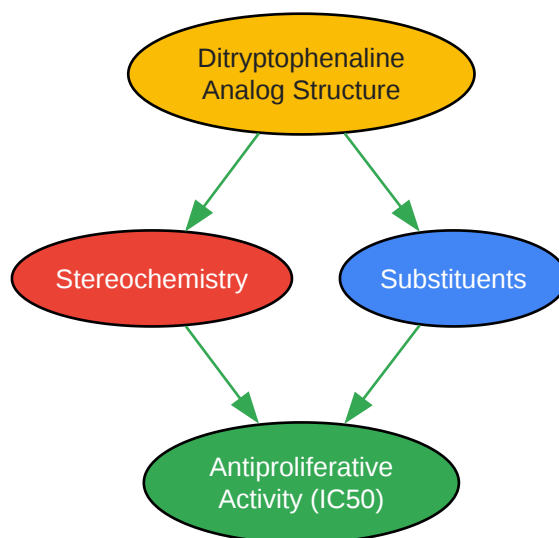 Ditryptophenaline
Analog Structure
Stereochemistry
Substituents
Antiproliferative
Activity (IC50)